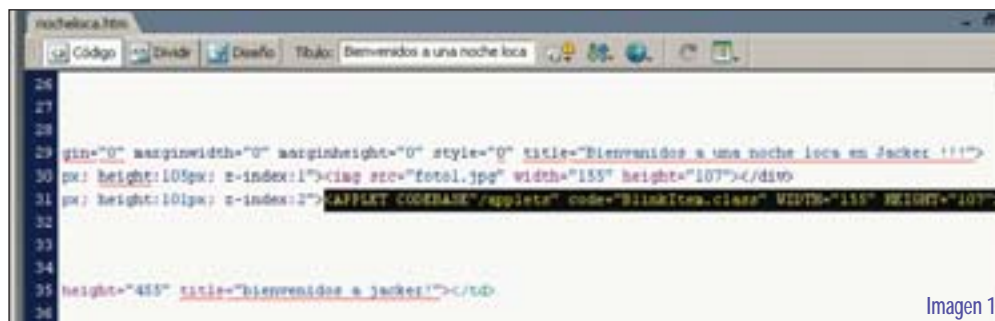 nocheloca.htm
Código Dividir Diseño Título: Bienvenidos a una noche loca
26
27
28
29 gin="0" marginwidth="0" marginheight="0" style="0" title="Bienvenidos a una noche loca en Jacker !!!">
30 px; height:105px; z-index:1"><img src="foto1.jpg" width="155" height="107"></div>
31 px; height:101px; z-index:2"><APPLET CODEBASE="/applets" code="BlinkItem.class" WIDTH="155" HEIGHT="107"
32
33
34
35 height="455" title="bienvenidos a jacker!"></td>
36
Imagen 1